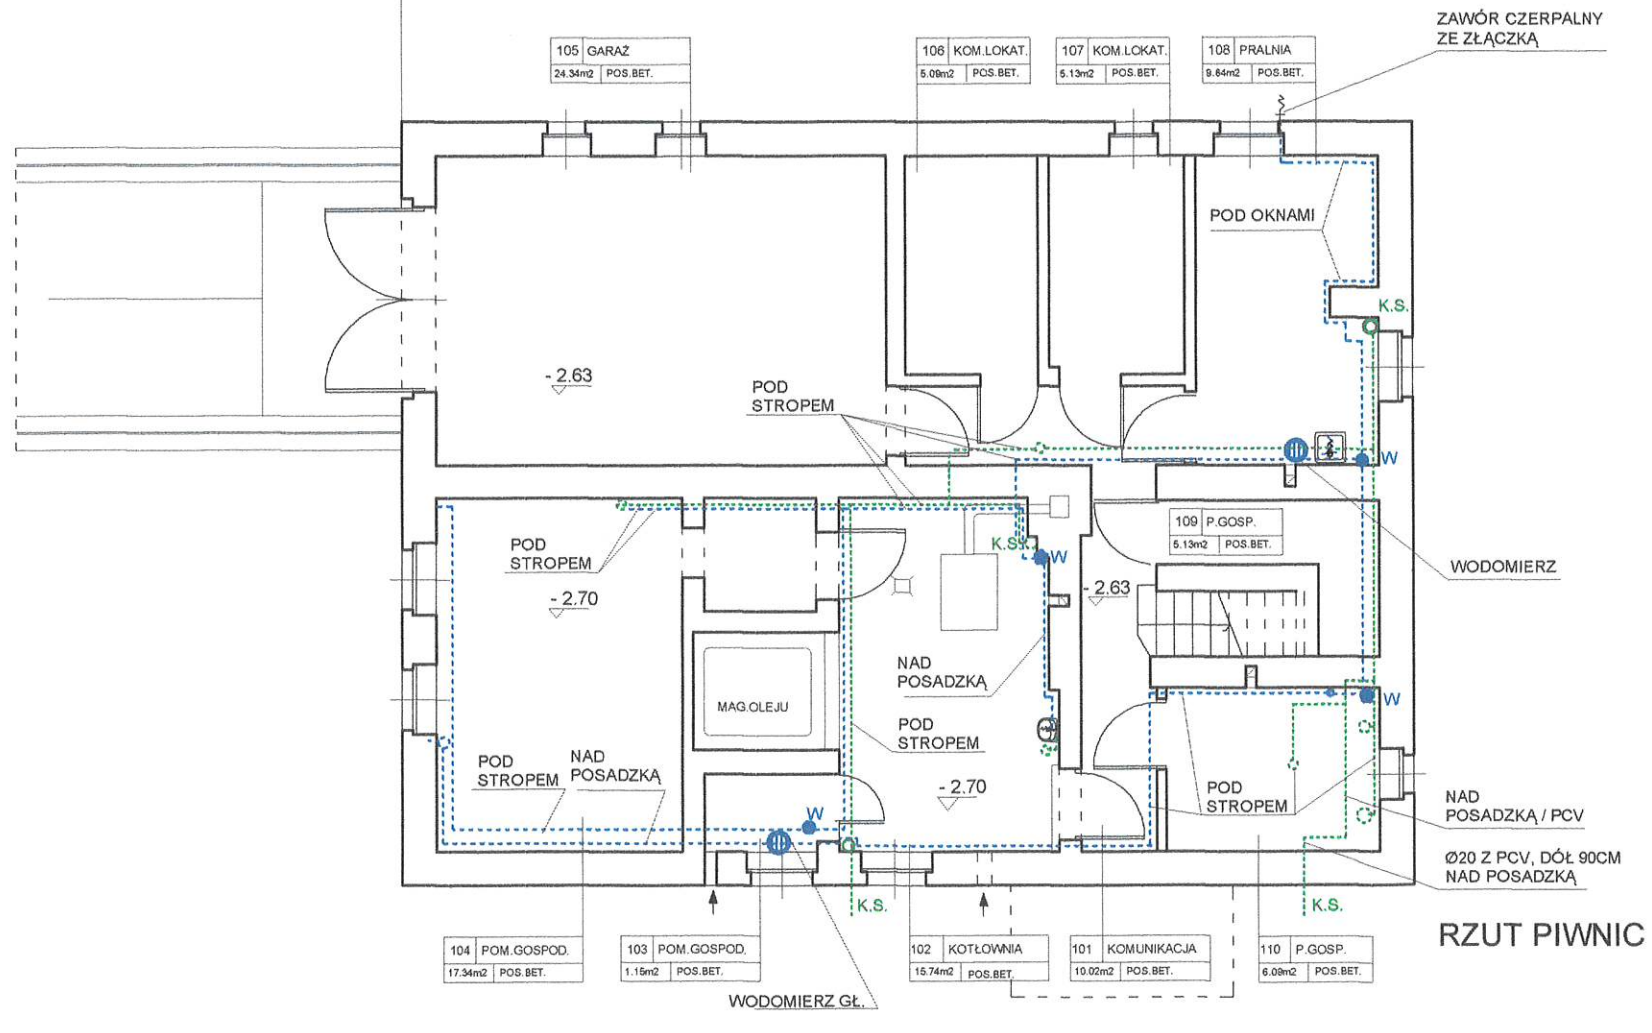 ZAWÓR CZERPALNY
ZE ZŁĄCZKĄ
105 GARAŻ
24.34m2 POS.BET.
106 KOM.LOKAT.
5.09m2 POS.BET.
107 KOM.LOKAT.
5.13m2 POS.BET.
108 PRALNIA
9.64m2 POS.BET.
POD OKNAMI
K.S.
- 2.63
POD
STROPEM
W
109 P.GOSP.
5.13m2 POS.BET.
POD
STROPEM
K.S.
W
WODOMIERZ
- 2.70
- 2.63
NAD
POSADZKĄ
MAG.OLEJU
W
POD
STROPEM
POD
STROPEM
NAD
POSADZKĄ
- 2.70
POD
STROPEM
NAD
POSADZKĄ / PCV
W
Ø20 Z PCV, DÓŁ 90CM
NAD POSADZKĄ
K.S.
K.S.
RZUT PIWNIC
104 POM.GOSPOD.
17.34m2 POS.BET.
103 POM.GOSPOD.
1.15m2 POS.BET.
102 KOTŁOWNIA
15.74m2 POS.BET.
101 KOMUNIKACJA
10.02m2 POS.BET.
110 P.GOSP.
6.09m2 POS.BET.
WODOMIERZ GŁ.